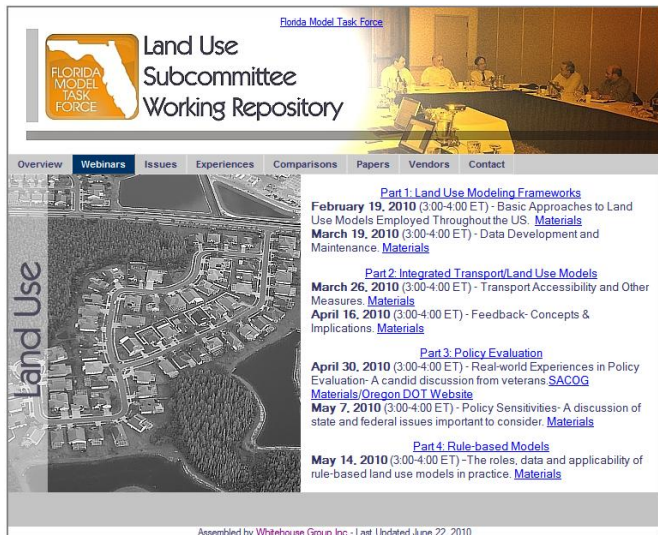 Florida Model Task Force
FLORIDA
MODEL
TASK
FORCE
Land Use
Subcommittee
Working Repository
Overview Webinars Issues Experiences Comparisons Papers Vendors Contact
Land Use
Part 1: Land Use Modeling Frameworks
February 19, 2010 (3:00-4:00 ET) - Basic Approaches to Land
Use Models Employed Throughout the US. Materials
March 19, 2010 (3:00-4:00 ET) - Data Development and
Maintenance. Materials
Part 2: Integrated Transport/Land Use Models
March 26, 2010 (3:00-4:00 ET) - Transport Accessibility and Other
Measures. Materials
April 16, 2010 (3:00-4:00 ET) - Feedback- Concepts &
Implications. Materials
Part 3: Policy Evaluation
April 30, 2010 (3:00-4:00 ET) - Real-world Experiences in Policy
Evaluation- A candid discussion from veterans.SACOG
Materials/Oregon DOT Website
May 7, 2010 (3:00-4:00 ET) - Policy Sensitivities- A discussion of
state and federal issues important to consider. Materials
Part 4: Rule-based Models
May 14, 2010 (3:00-4:00 ET) –The roles, data and applicability of
rule-based land use models in practice. Materials
Assembled by Whitehouse Group Inc - Last Updated June 22, 2010